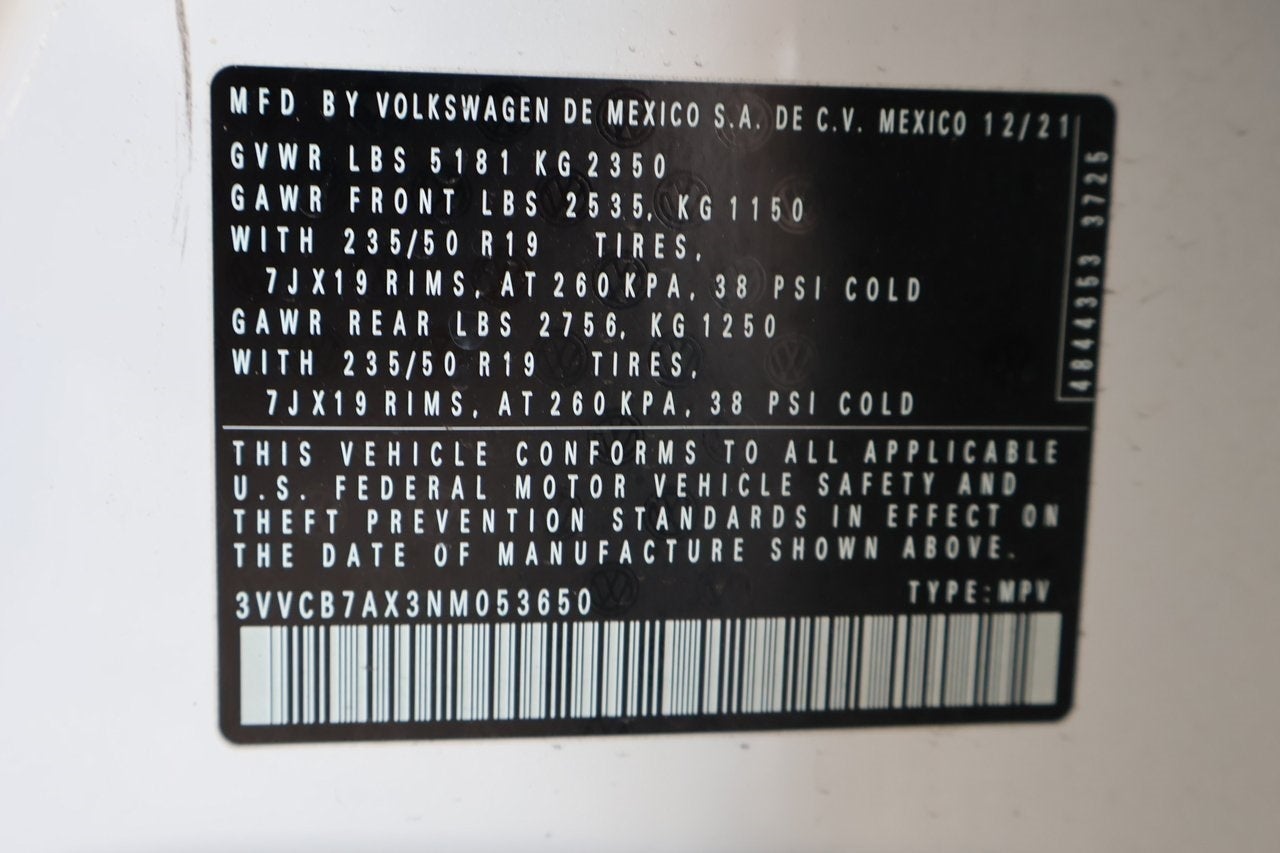 MFD BY VOLKSWAGEN DE MEXICO S.A. DE C.V. MEXICO 12/21
GVWR LBS 5181 KG 2350
GAWR FRONT LBS 2535, KG 1150
WITH 235/50 R19 TIRES,
7JX19 RIMS, AT 260 KPA, 38 PSI COLD
GAWR REAR LBS 2756, KG 1250
WITH 235/50 R19 TIRES,
7JX19 RIMS, AT 260 KPA, 38 PSI COLD
4844353 3725
THIS VEHICLE CONFORMS TO ALL APPLICABLE
U.S. FEDERAL MOTOR VEHICLE SAFETY AND
THEFT PREVENTION STANDARDS IN EFFECT ON
THE DATE OF MANUFACTURE SHOWN ABOVE.
3VVCB7AX3NM053650 TYPE: MPV